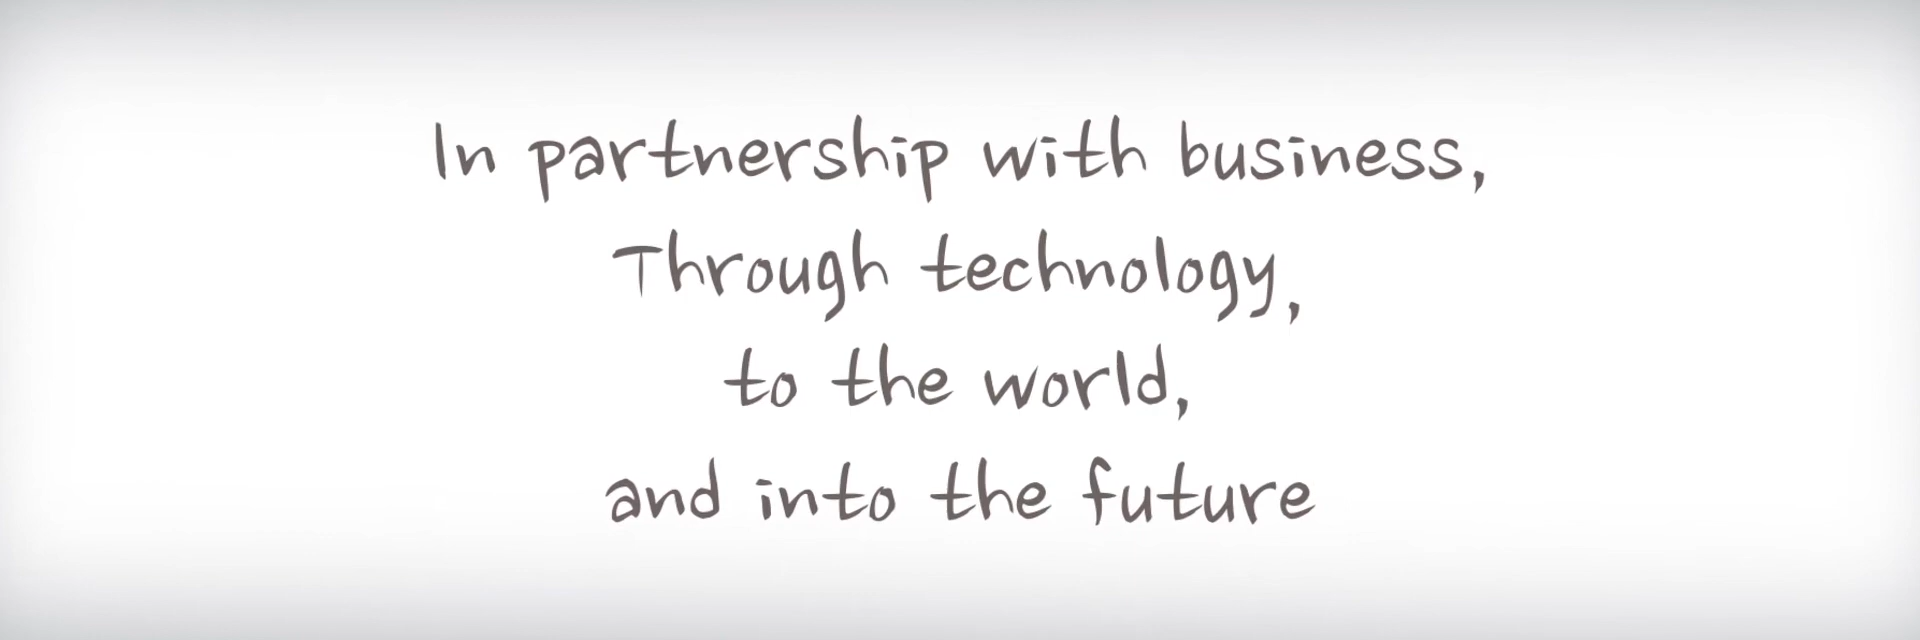 In partnership with business,
Through technology,
to the world,
and into the future